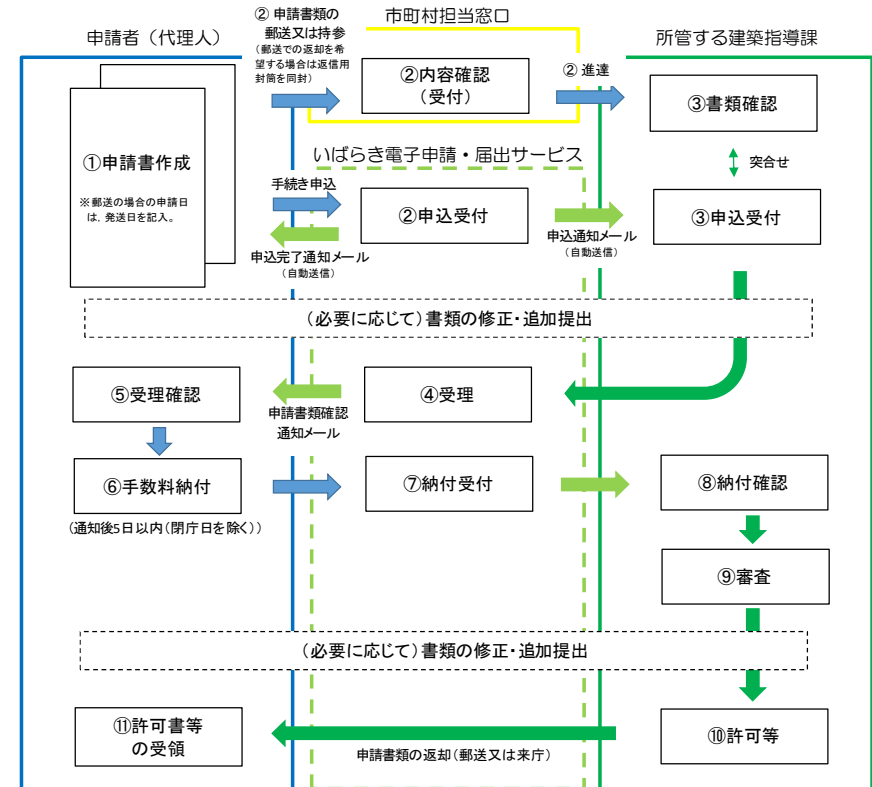 申請者（代理人）
② 申請書類の
郵送又は持参
（郵送での返却を希
望する場合は返信用
封筒を同封）
市町村担当窓口
所管する建築指導課
②内容確認
（受付）
② 進達
③書類確認
①申請書作成
※郵送の場合の申請日
は，発送日を記入。
突合せ
いばらき電子申請・届出サービス
手続き申込
②申込受付
③申込受付
申込完了通知メール
（自動送信）
申込通知メール
（自動送信）
（必要に応じて）書類の修正・追加提出
⑤受理確認
④受理
申請書類確認
通知メール
⑥手数料納付
（通知後5日以内（閉庁日を除く））
⑦納付受付
⑧納付確認
⑨審査
（必要に応じて）書類の修正・追加提出
⑪許可書等
の受領
申請書類の返却（郵送又は来庁）
⑩許可等